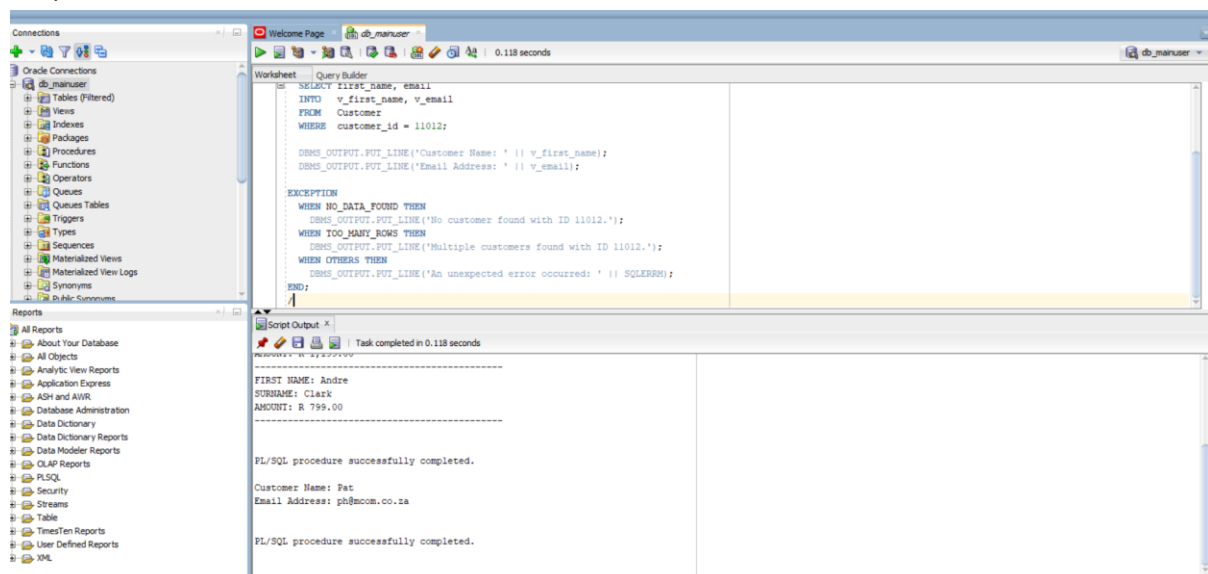 Connections
Oracle Connections
db_mainuser
Tables (Filtered)
Views
Indexes
Packages
Procedures
Functions
Operators
Queues
Queues Tables
Triggers
Types
Sequences
Materialized Views
Materialized View Logs
Synonyms
Public Synonyms
Reports
All Reports
About Your Database
All Objects
Analytic View Reports
Application Express
ASH and AWR
Database Administration
Data Dictionary
Data Dictionary Reports
Data Modeler Reports
OLAP Reports
PLSQL
Security
Streams
Table
TimesTen Reports
User Defined Reports
XML
Welcome Page db_mainuser
0.118 seconds db_mainuser
Worksheet Query Builder
SELECT first_name, email
INTO v_first_name, v_email
FROM Customer
WHERE customer_id = 11012;
DBMS_OUTPUT.PUT_LINE('Customer Name: ' || v_first_name);
DBMS_OUTPUT.PUT_LINE('Email Address: ' || v_email);
EXCEPTION
WHEN NO_DATA_FOUND THEN
DBMS_OUTPUT.PUT_LINE('No customer found with ID 11012.');
WHEN TOO_MANY_ROWS THEN
DBMS_OUTPUT.PUT_LINE('Multiple customers found with ID 11012.');
WHEN OTHERS THEN
DBMS_OUTPUT.PUT_LINE('An unexpected error occurred: ' || SQLERRM);
END;
/
Script Output
Task completed in 0.118 seconds
---------------------------------------------
FIRST NAME: Andre
SURNAME: Clark
AMOUNT: R 799.00
---------------------------------------------
PL/SQL procedure successfully completed.
Customer Name: Pat
Email Address: ph@mcom.co.za
PL/SQL procedure successfully completed.